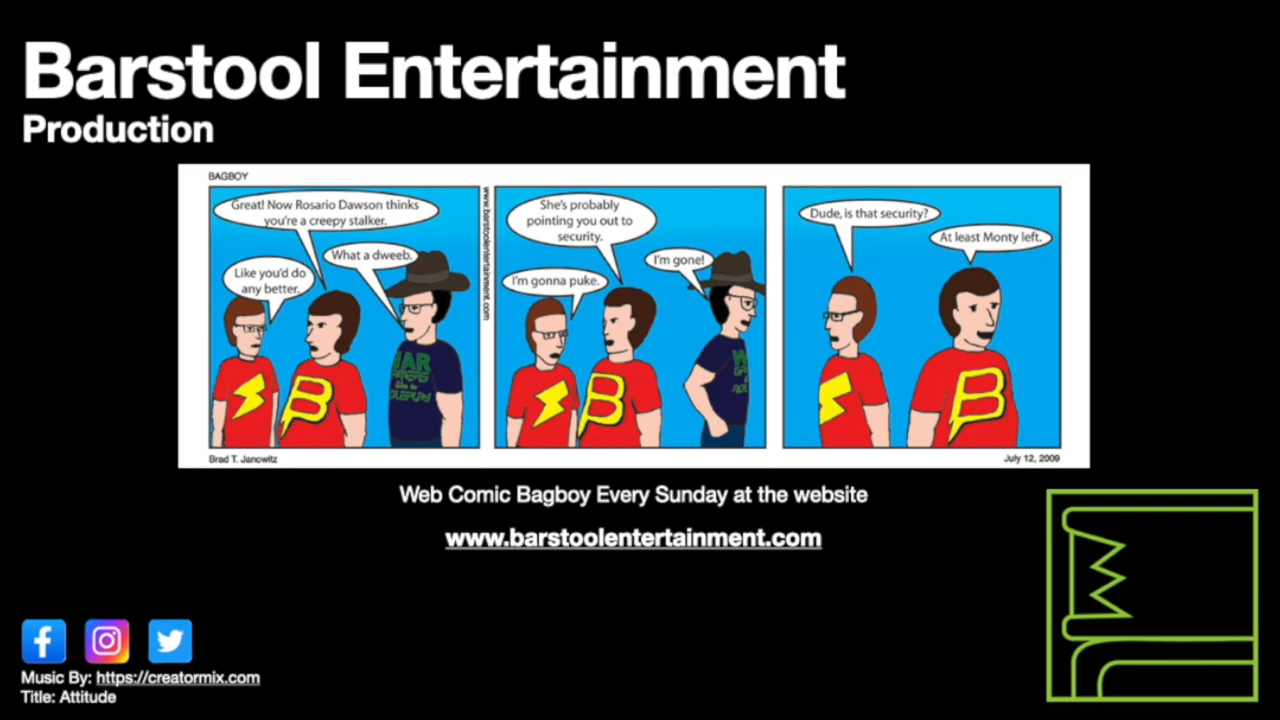 Barstool Entertainment
Production
BAGBOY
Great! Now Rosario Dawson thinks
you're a creepy stalker.
What a dweeb.
Like you'd do
any better.
www.barstoolentertainment.com
She's probably
pointing you out to
security.
I'm gone!
I'm gonna puke.
Dude, is that security?
At least Monty left.
B
B
B
Brad T. Janowitz
July 12, 2009
Web Comic Bagboy Every Sunday at the website
www.barstoolentertainment.com
Music By: https://creatormix.com
Title: Attitude